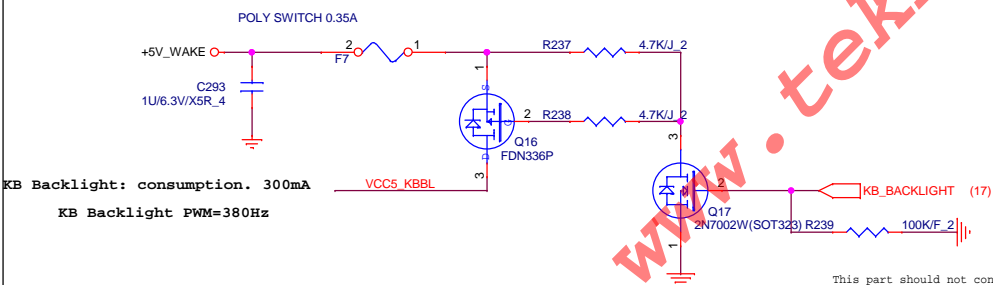 POLY SWITCH 0.35A
+5V_WAKE
2
1
F7
R237
4.7K/J_2
C293
1U/6.3V/X5R_4
1
S
G
2
R238
4.7K/J_2
Q16
FDN336P
D
3
3
KB Backlight: consumption. 300mA
VCC5_KBBL
2
KB_BACKLIGHT (17)
KB Backlight PWM=380Hz
Q17
2N7002W(SOT323)
R239
100K/F_2
1
www.tek
This part should not con